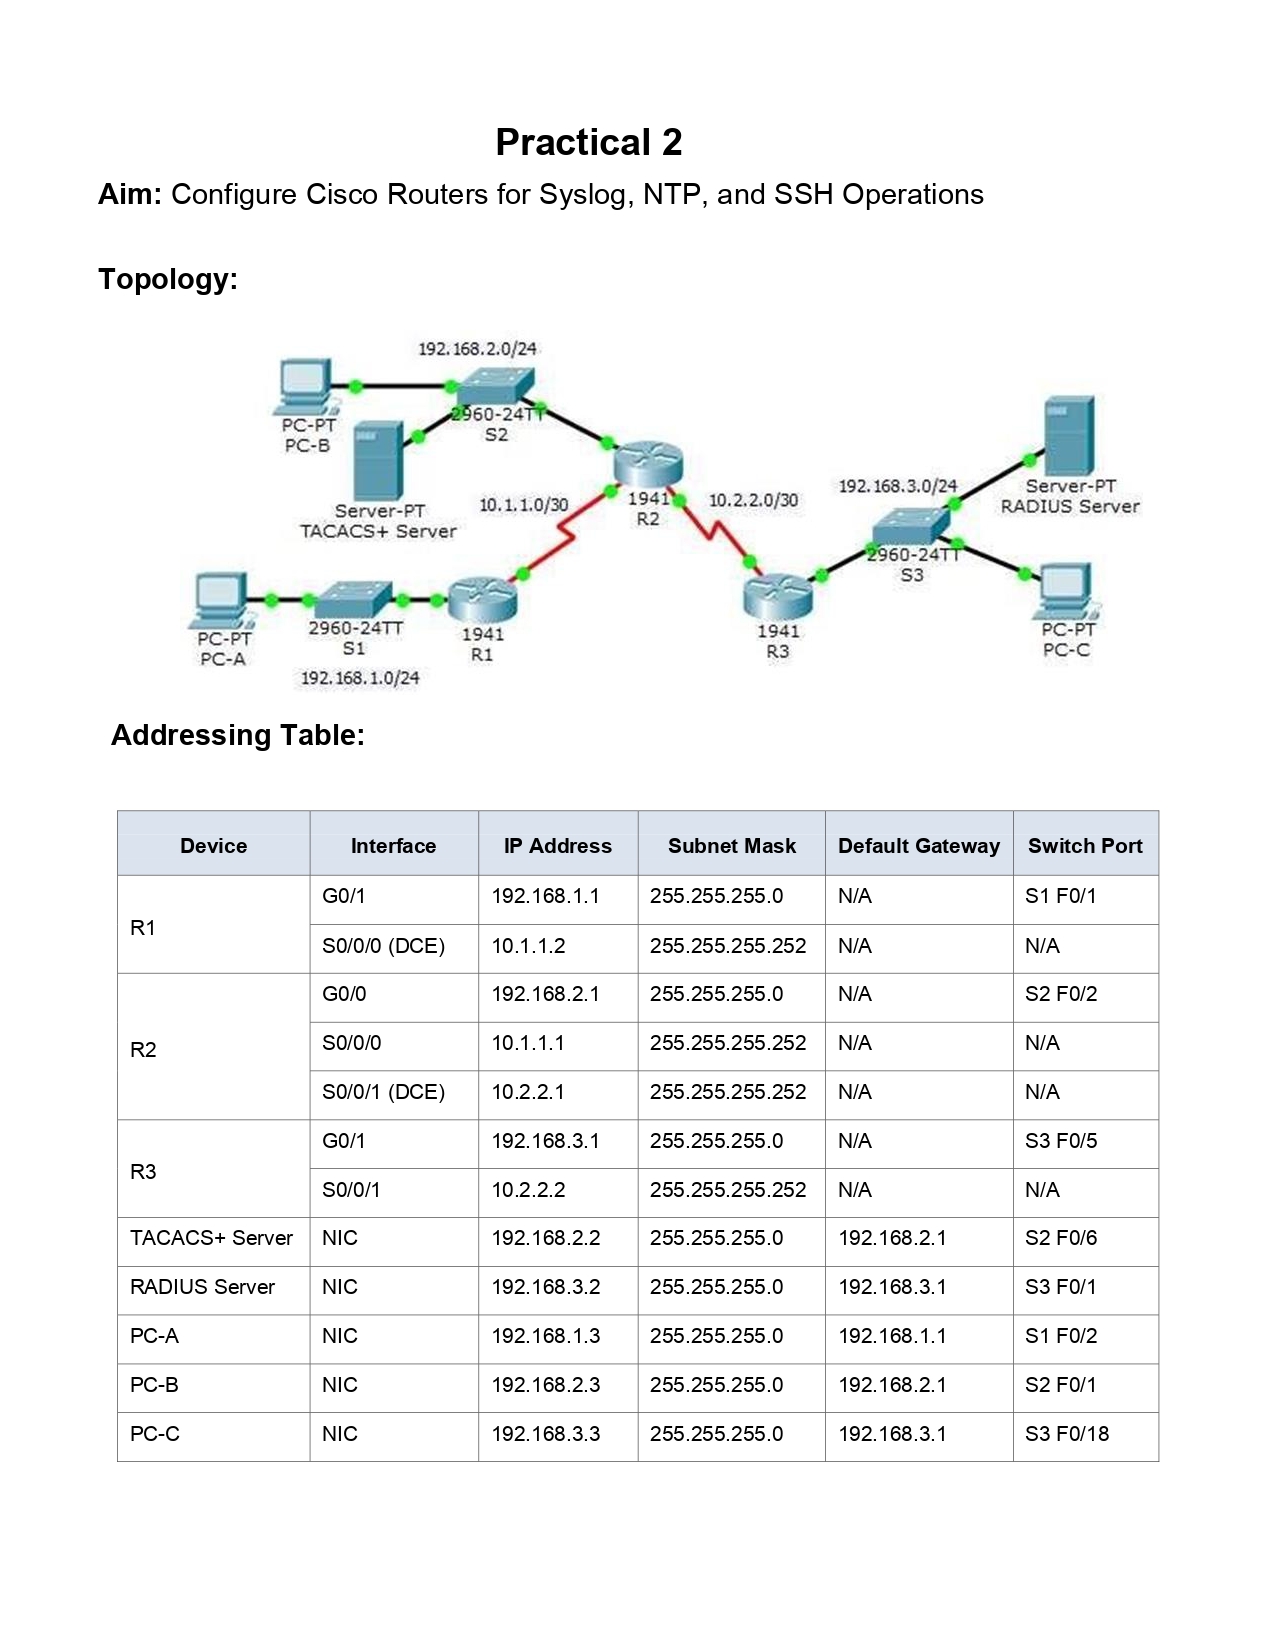 Practical 2
Aim: Configure Cisco Routers for Syslog, NTP, and SSH Operations
Topology:
192.168.2.0/24
PC-PT
PC-B
2960-24TT
S2
Server-PT
TACACS+ Server
10.1.1.0/30
1941
R2
10.2.2.0/30
192.168.3.0/24
Server-PT
RADIUS Server
2960-24TT
S3
PC-PT
PC-A
2960-24TT
S1
192.168.1.0/24
1941
R1
1941
R3
PC-PT
PC-C
Addressing Table:
Device Interface IP Address Subnet Mask Default Gateway Switch Port
R1 G0/1 192.168.1.1 255.255.255.0 N/A S1 F0/1
S0/0/0 (DCE) 10.1.1.2 255.255.255.252 N/A N/A
R2 G0/0 192.168.2.1 255.255.255.0 N/A S2 F0/2
S0/0/0 10.1.1.1 255.255.255.252 N/A N/A
S0/0/1 (DCE) 10.2.2.1 255.255.255.252 N/A N/A
R3 G0/1 192.168.3.1 255.255.255.0 N/A S3 F0/5
S0/0/1 10.2.2.2 255.255.255.252 N/A N/A
TACACS+ Server NIC 192.168.2.2 255.255.255.0 192.168.2.1 S2 F0/6
RADIUS Server NIC 192.168.3.2 255.255.255.0 192.168.3.1 S3 F0/1
PC-A NIC 192.168.1.3 255.255.255.0 192.168.1.1 S1 F0/2
PC-B NIC 192.168.2.3 255.255.255.0 192.168.2.1 S2 F0/1
PC-C NIC 192.168.3.3 255.255.255.0 192.168.3.1 S3 F0/18